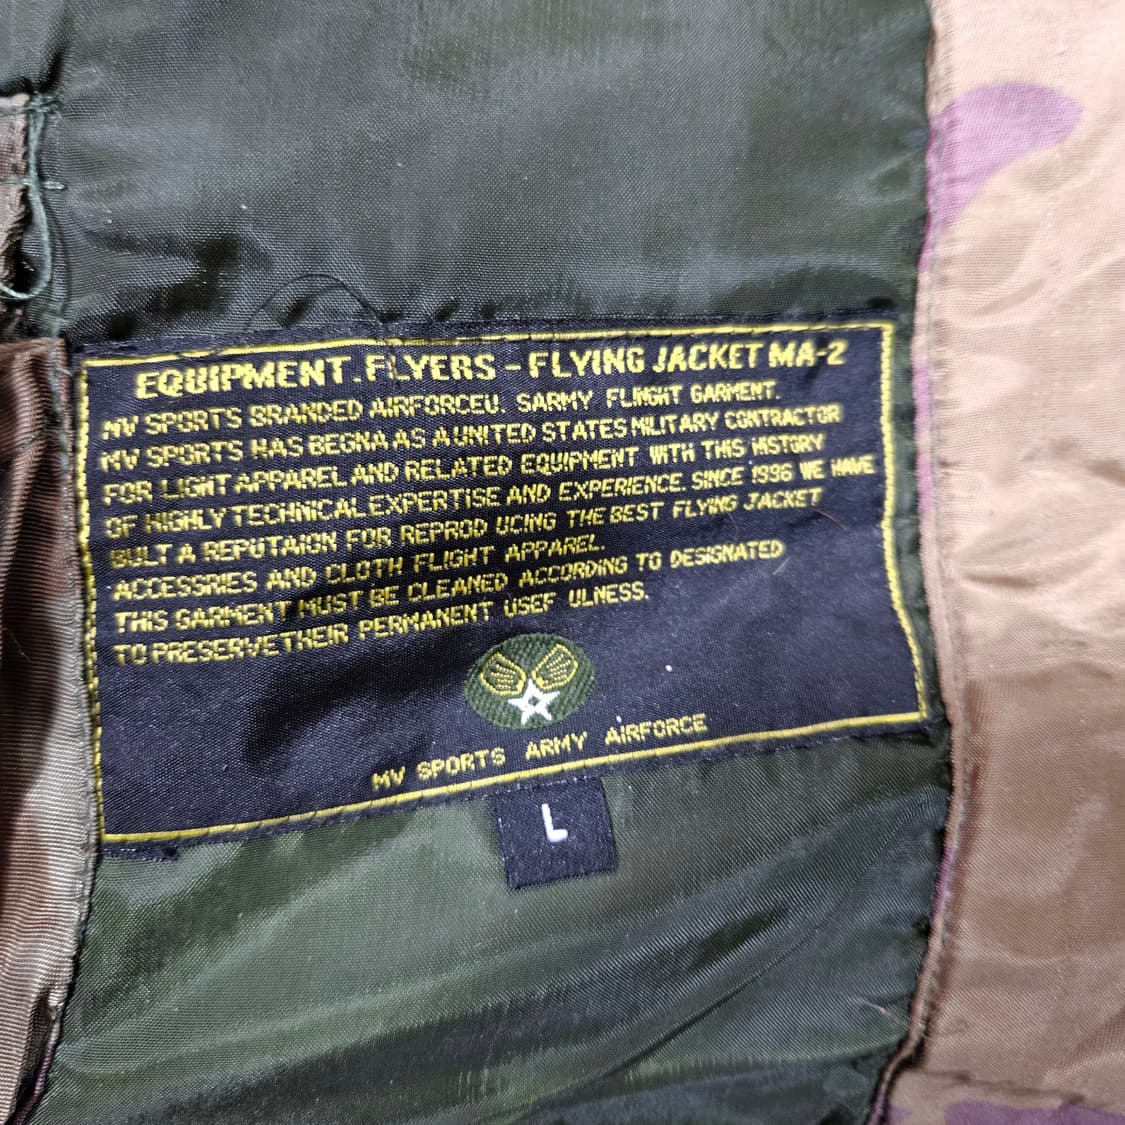 EQUIPMENT.FLYERS - FLYING JACKET MA-2
MV SPORTS BRANDED AIRFORCEU. SARMY FLINGHT GARMENT.
MV SPORTS HAS BEGNA AS A UNITED STATES MILITARY CONTRACTOR
FOR LIGHT APPAREL AND RELATED EQUIPMENT WITH THIS HISTORY
OF HIGHLY TECHNICAL EXPERTISE AND EXPERIENCE. SINCE 1996 WE HAVE
BULT A REPUTAION FOR REPROD UCING THE BEST FLYING JACKET
ACCESSRIES AND CLOTH FLIGHT APPAREL.
THIS GARMENT MUST BE CLEANED ACCORDING TO DESIGNATED
TO PRESERVETHEIR PERMANENT USEF ULNESS.
MV SPORTS ARMY AIRFORCE
L